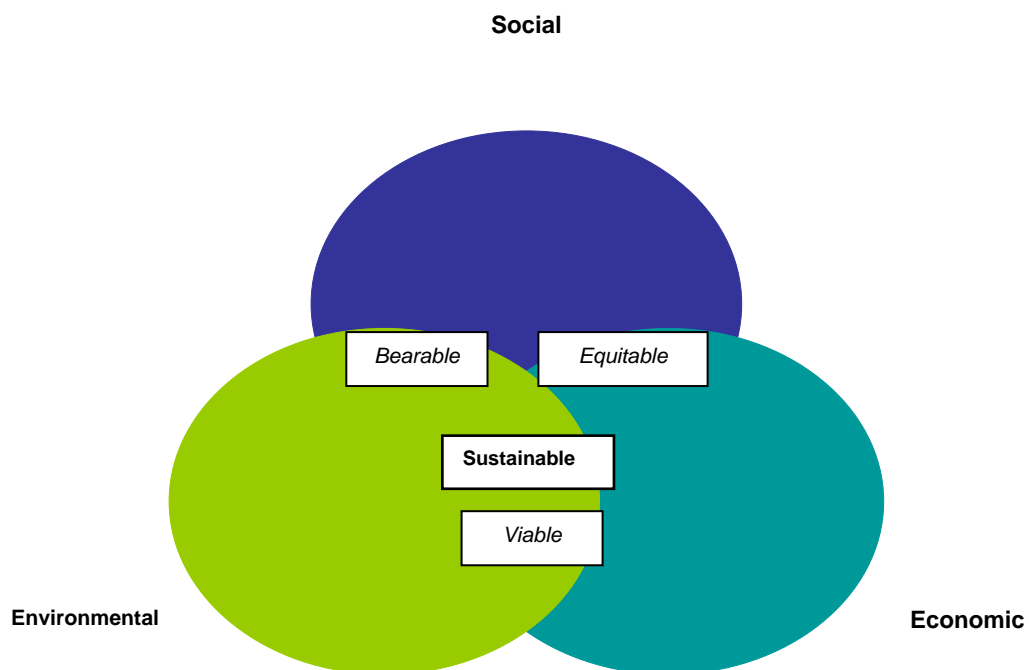 Social
Bearable
Equitable
Sustainable
Viable
Environmental
Economic